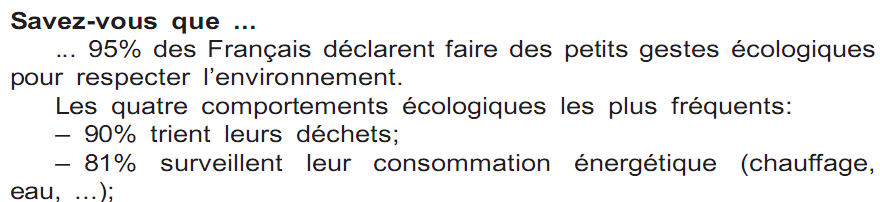 Savez-vous que ...
... 95% des Français déclarent faire des petits gestes écologiques
pour respecter l'environnement.
Les quatre comportements écologiques les plus fréquents:
– 90% trient leurs déchets;
– 81% surveillent leur consommation énergétique (chauffage,
eau, ...);